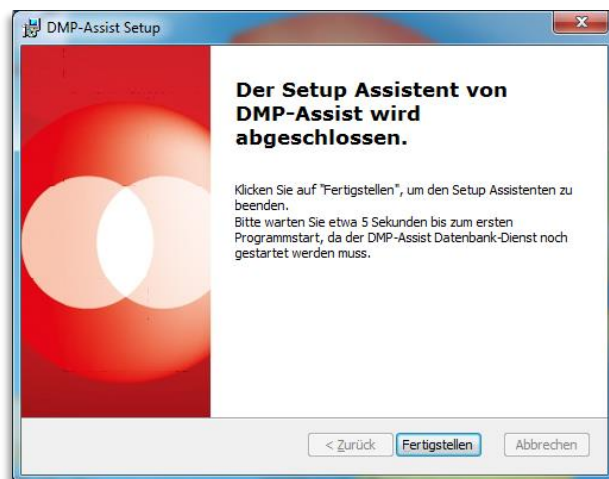 DMP-Assist Setup
Der Setup Assistent von
DMP-Assist wird
abgeschlossen.
Klicken Sie auf "Fertigstellen", um den Setup Assistenten zu
beenden.
Bitte warten Sie etwa 5 Sekunden bis zum ersten
Programmstart, da der DMP-Assist Datenbank-Dienst noch
gestartet werden muss.
< Zurück Fertigstellen Abbrechen